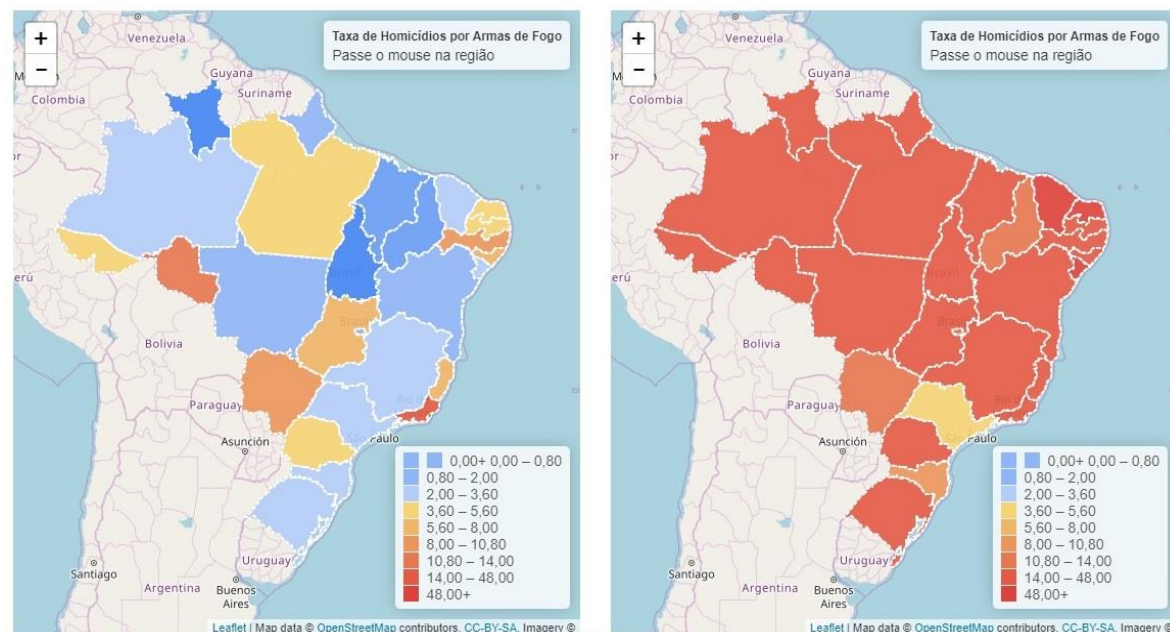 +
−
Taxa de Homicídios por Armas de Fogo
Passe o mouse na região
Venezuela
Guyana
Suriname
Colombia
Perú
Brasil
Brasília
Bolivia
Paraguay
São Paulo
Asunción
Uruguay
Santiago
Argentina
Buenos
Aires
0,00+ 0,00 – 0,80
0,80 – 2,00
2,00 – 3,60
3,60 – 5,60
5,60 – 8,00
8,00 – 10,80
10,80 – 14,00
14,00 – 48,00
48,00+
Leaflet | Map data © OpenStreetMap contributors, CC-BY-SA, Imagery ©
+
−
Taxa de Homicídios por Armas de Fogo
Passe o mouse na região
Venezuela
Guyana
Suriname
Colombia
Brasil
Bolivia
Paraguay
São Paulo
Asunción
Uruguay
Santiago
Argentina
Buenos
Aires
0,00+ 0,00 – 0,80
0,80 – 2,00
2,00 – 3,60
3,60 – 5,60
5,60 – 8,00
8,00 – 10,80
10,80 – 14,00
14,00 – 48,00
48,00+
Leaflet | Map data © OpenStreetMap contributors, CC-BY-SA, Imagery ©